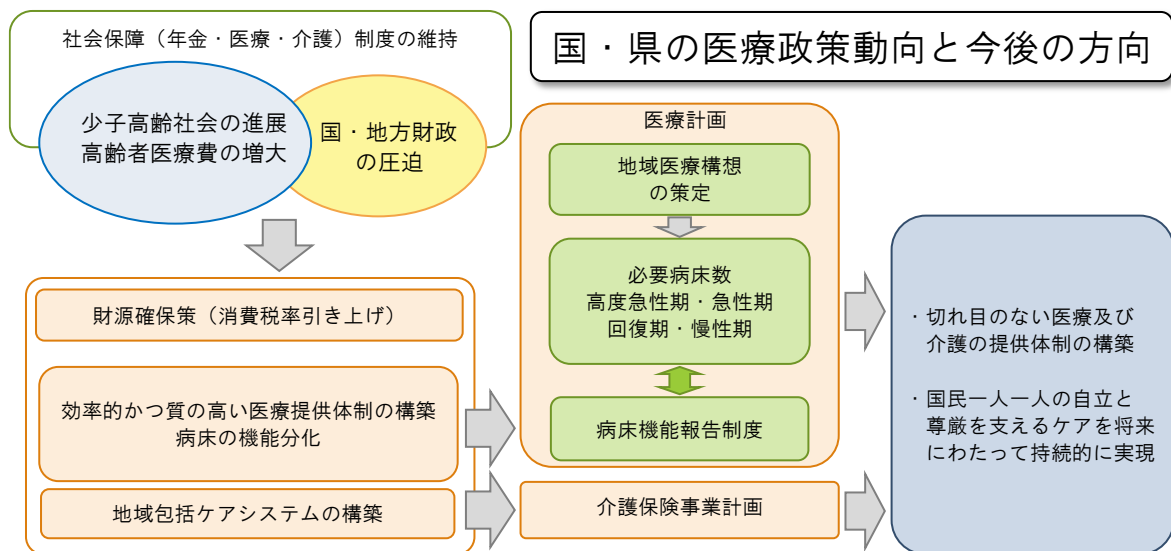 社会保障（年金・医療・介護）制度の維持
国・県の医療政策動向と今後の方向
少子高齢社会の進展
高齢者医療費の増大
国・地方財政
の圧迫
財源確保策（消費税率引き上げ）
効率的かつ質の高い医療提供体制の構築
病床の機能分化
地域包括ケアシステムの構築
医療計画
地域医療構想
の策定
必要病床数
高度急性期・急性期
回復期・慢性期
病床機能報告制度
介護保険事業計画
・切れ目のない医療及び
介護の提供体制の構築
・国民一人一人の自立と
尊厳を支えるケアを将来
にわたって持続的に実現